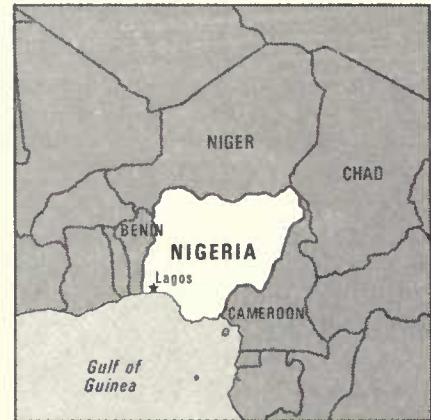 NIGER
CHAD
BENIN
NIGERIA
Lagos
CAMEROON
Gulf of
Guinea